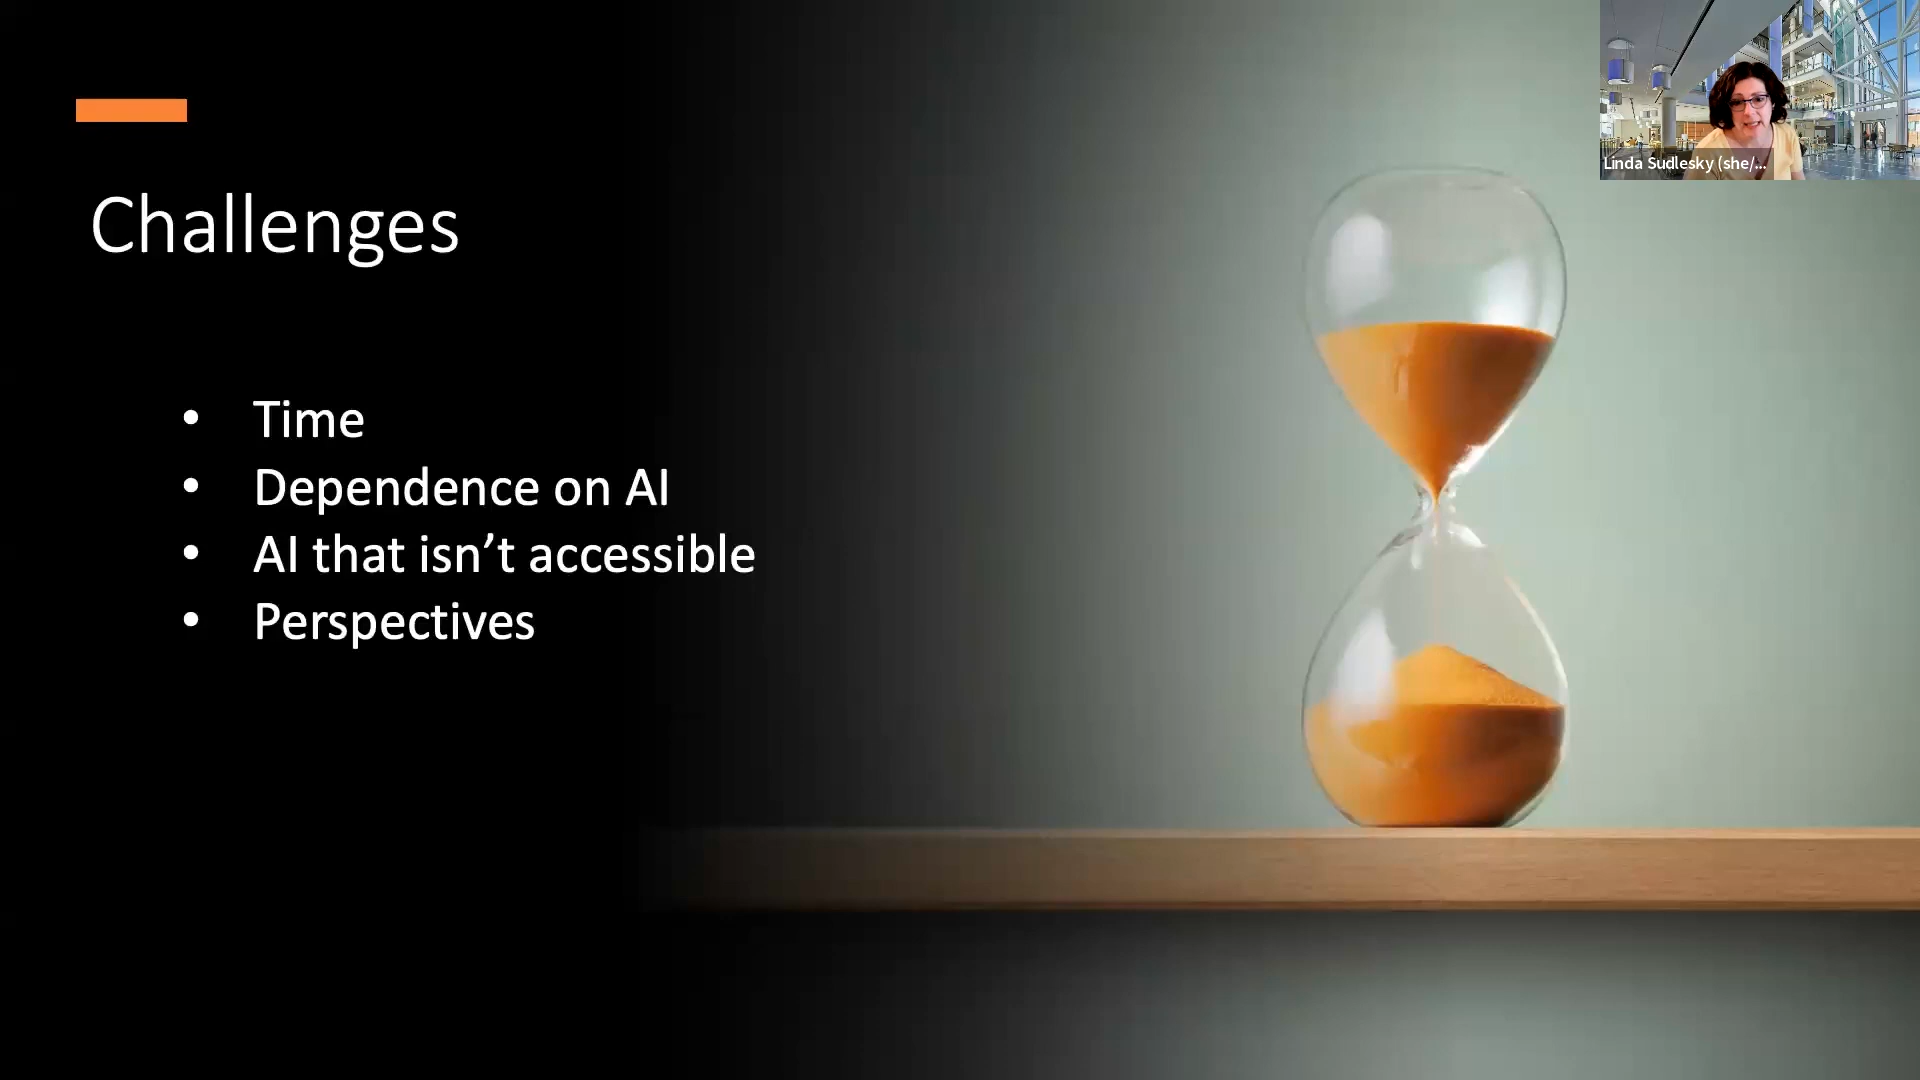 Linda Sudlesky (she/...
Challenges
• Time
• Dependence on AI
• AI that isn’t accessible
• Perspectives